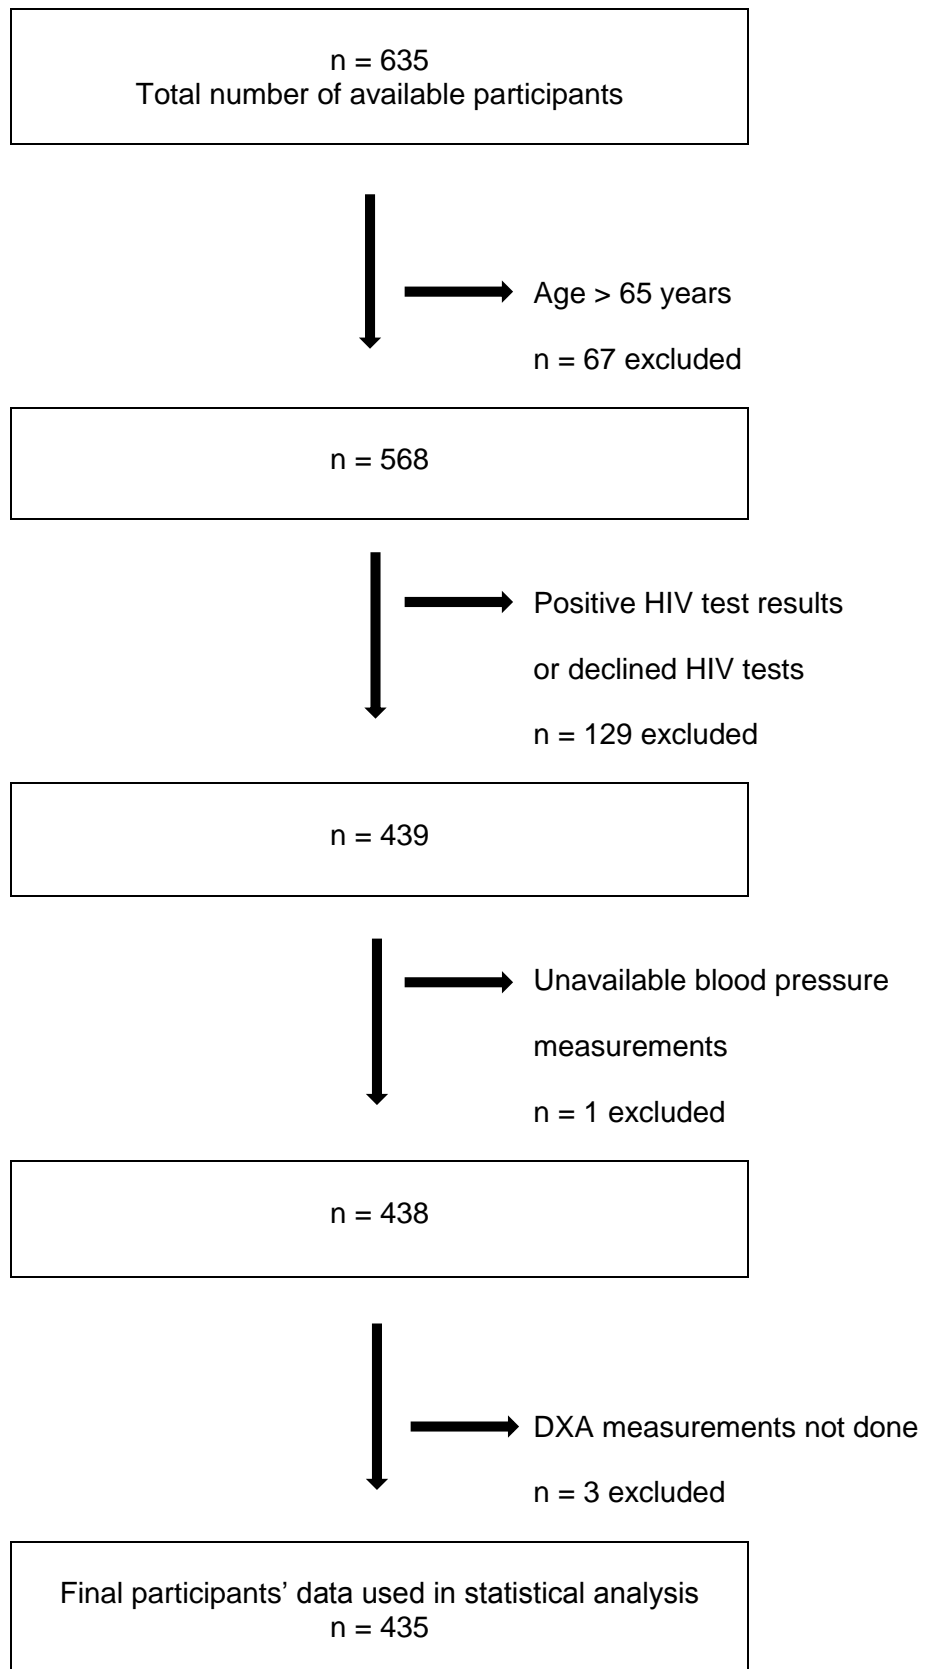 n = 635
Total number of available participants
Age > 65 years
n = 67 excluded
n = 568
Positive HIV test results
or declined HIV tests
n = 129 excluded
n = 439
Unavailable blood pressure
measurements
n = 1 excluded
n = 438
DXA measurements not done
n = 3 excluded
Final participants’ data used in statistical analysis
n = 435